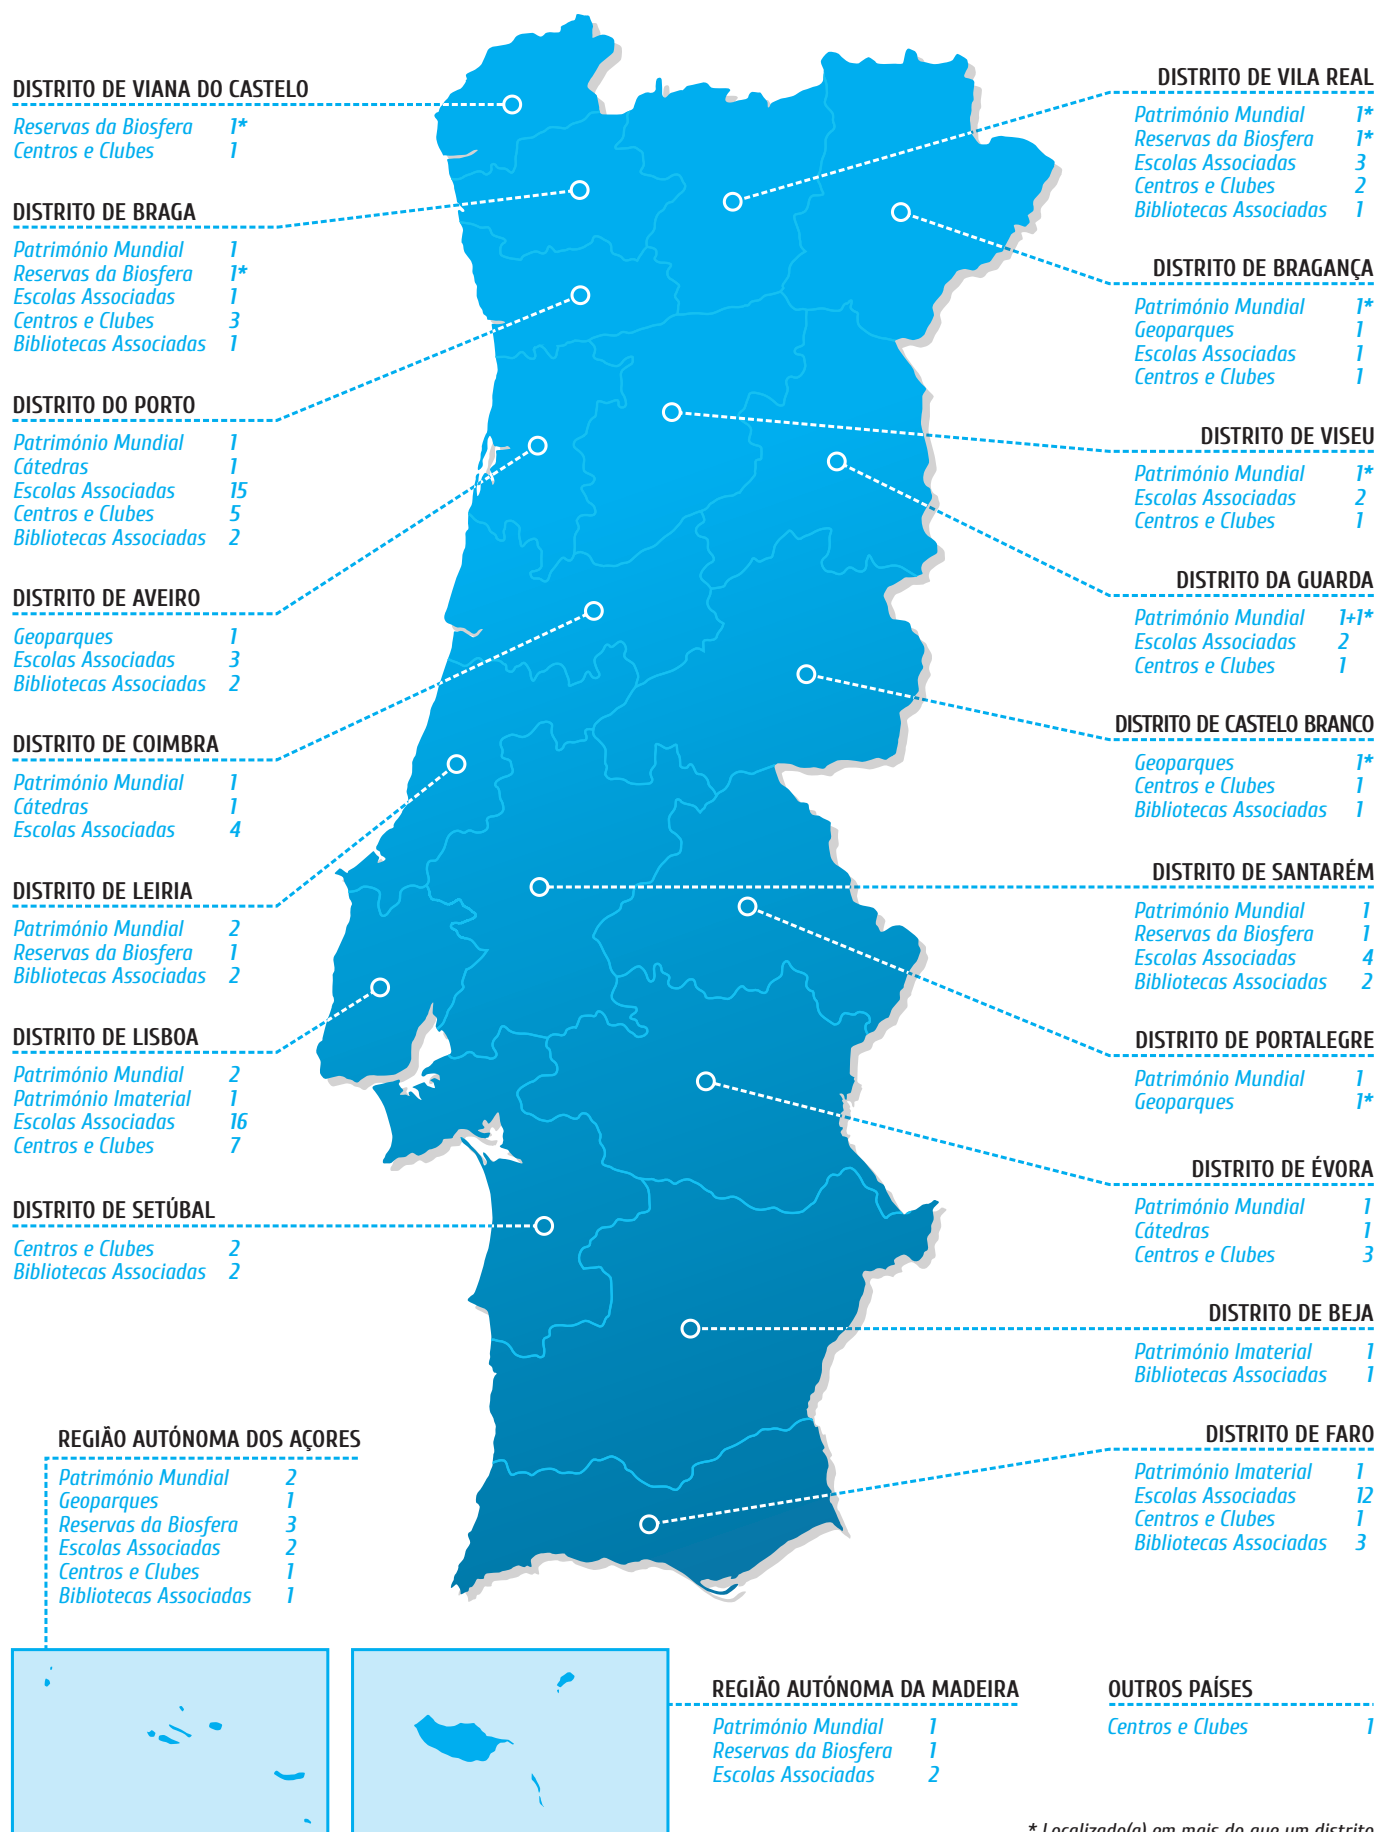 DISTRITO DE VIANA DO CASTELO
Reservas da Biosfera 1*
Centros e Clubes 1
DISTRITO DE BRAGA
Património Mundial 1
Reservas da Biosfera 1*
Escolas Associadas 1
Centros e Clubes 3
Bibliotecas Associadas 1
DISTRITO DO PORTO
Património Mundial 1
Cátedras 1
Escolas Associadas 15
Centros e Clubes 5
Bibliotecas Associadas 2
DISTRITO DE AVEIRO
Geoparques 1
Escolas Associadas 3
Bibliotecas Associadas 2
DISTRITO DE COIMBRA
Património Mundial 1
Cátedras 1
Escolas Associadas 4
DISTRITO DE LEIRIA
Património Mundial 2
Reservas da Biosfera 1
Bibliotecas Associadas 2
DISTRITO DE LISBOA
Património Mundial 2
Património Imaterial 1
Escolas Associadas 16
Centros e Clubes 7
DISTRITO DE SETÚBAL
Centros e Clubes 2
Bibliotecas Associadas 2
DISTRITO DE VILA REAL
Património Mundial 1*
Reservas da Biosfera 1*
Escolas Associadas 3
Centros e Clubes 2
Bibliotecas Associadas 1
DISTRITO DE BRAGANÇA
Património Mundial 1*
Geoparques 1
Escolas Associadas 1
Centros e Clubes 1
DISTRITO DE VISEU
Património Mundial 1*
Escolas Associadas 2
Centros e Clubes 1
DISTRITO DA GUARDA
Património Mundial 1+1*
Escolas Associadas 2
Centros e Clubes 1
DISTRITO DE CASTELO BRANCO
Geoparques 1*
Centros e Clubes 1
Bibliotecas Associadas 1
DISTRITO DE SANTARÉM
Património Mundial 1
Reservas da Biosfera 1
Escolas Associadas 4
Bibliotecas Associadas 2
DISTRITO DE PORTALEGRE
Património Mundial 1
Geoparques 1*
DISTRITO DE ÉVORA
Património Mundial 1
Cátedras 1
Centros e Clubes 3
DISTRITO DE BEJA
Património Imaterial 1
Bibliotecas Associadas 1
DISTRITO DE FARO
Património Imaterial 1
Escolas Associadas 12
Centros e Clubes 1
Bibliotecas Associadas 3
REGIÃO AUTÓNOMA DOS AÇORES
Património Mundial 2
Geoparques 1
Reservas da Biosfera 3
Escolas Associadas 2
Centros e Clubes 1
Bibliotecas Associadas 1
REGIÃO AUTÓNOMA DA MADEIRA
Património Mundial 1
Reservas da Biosfera 1
Escolas Associadas 2
OUTROS PAÍSES
Centros e Clubes 1
* Localizado(a) em mais do que um distrito